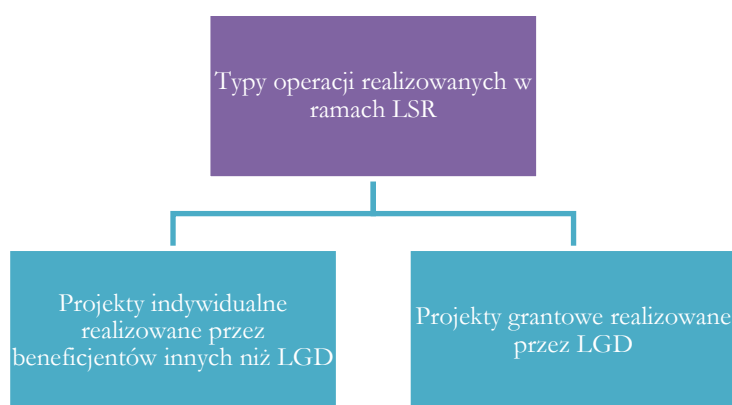 Typy operacji realizowanych w
ramach LSR
Projekty indywidualne
realizowane przez
beneficjentów innych niż LGD
Projekty grantowe realizowane
przez LGD